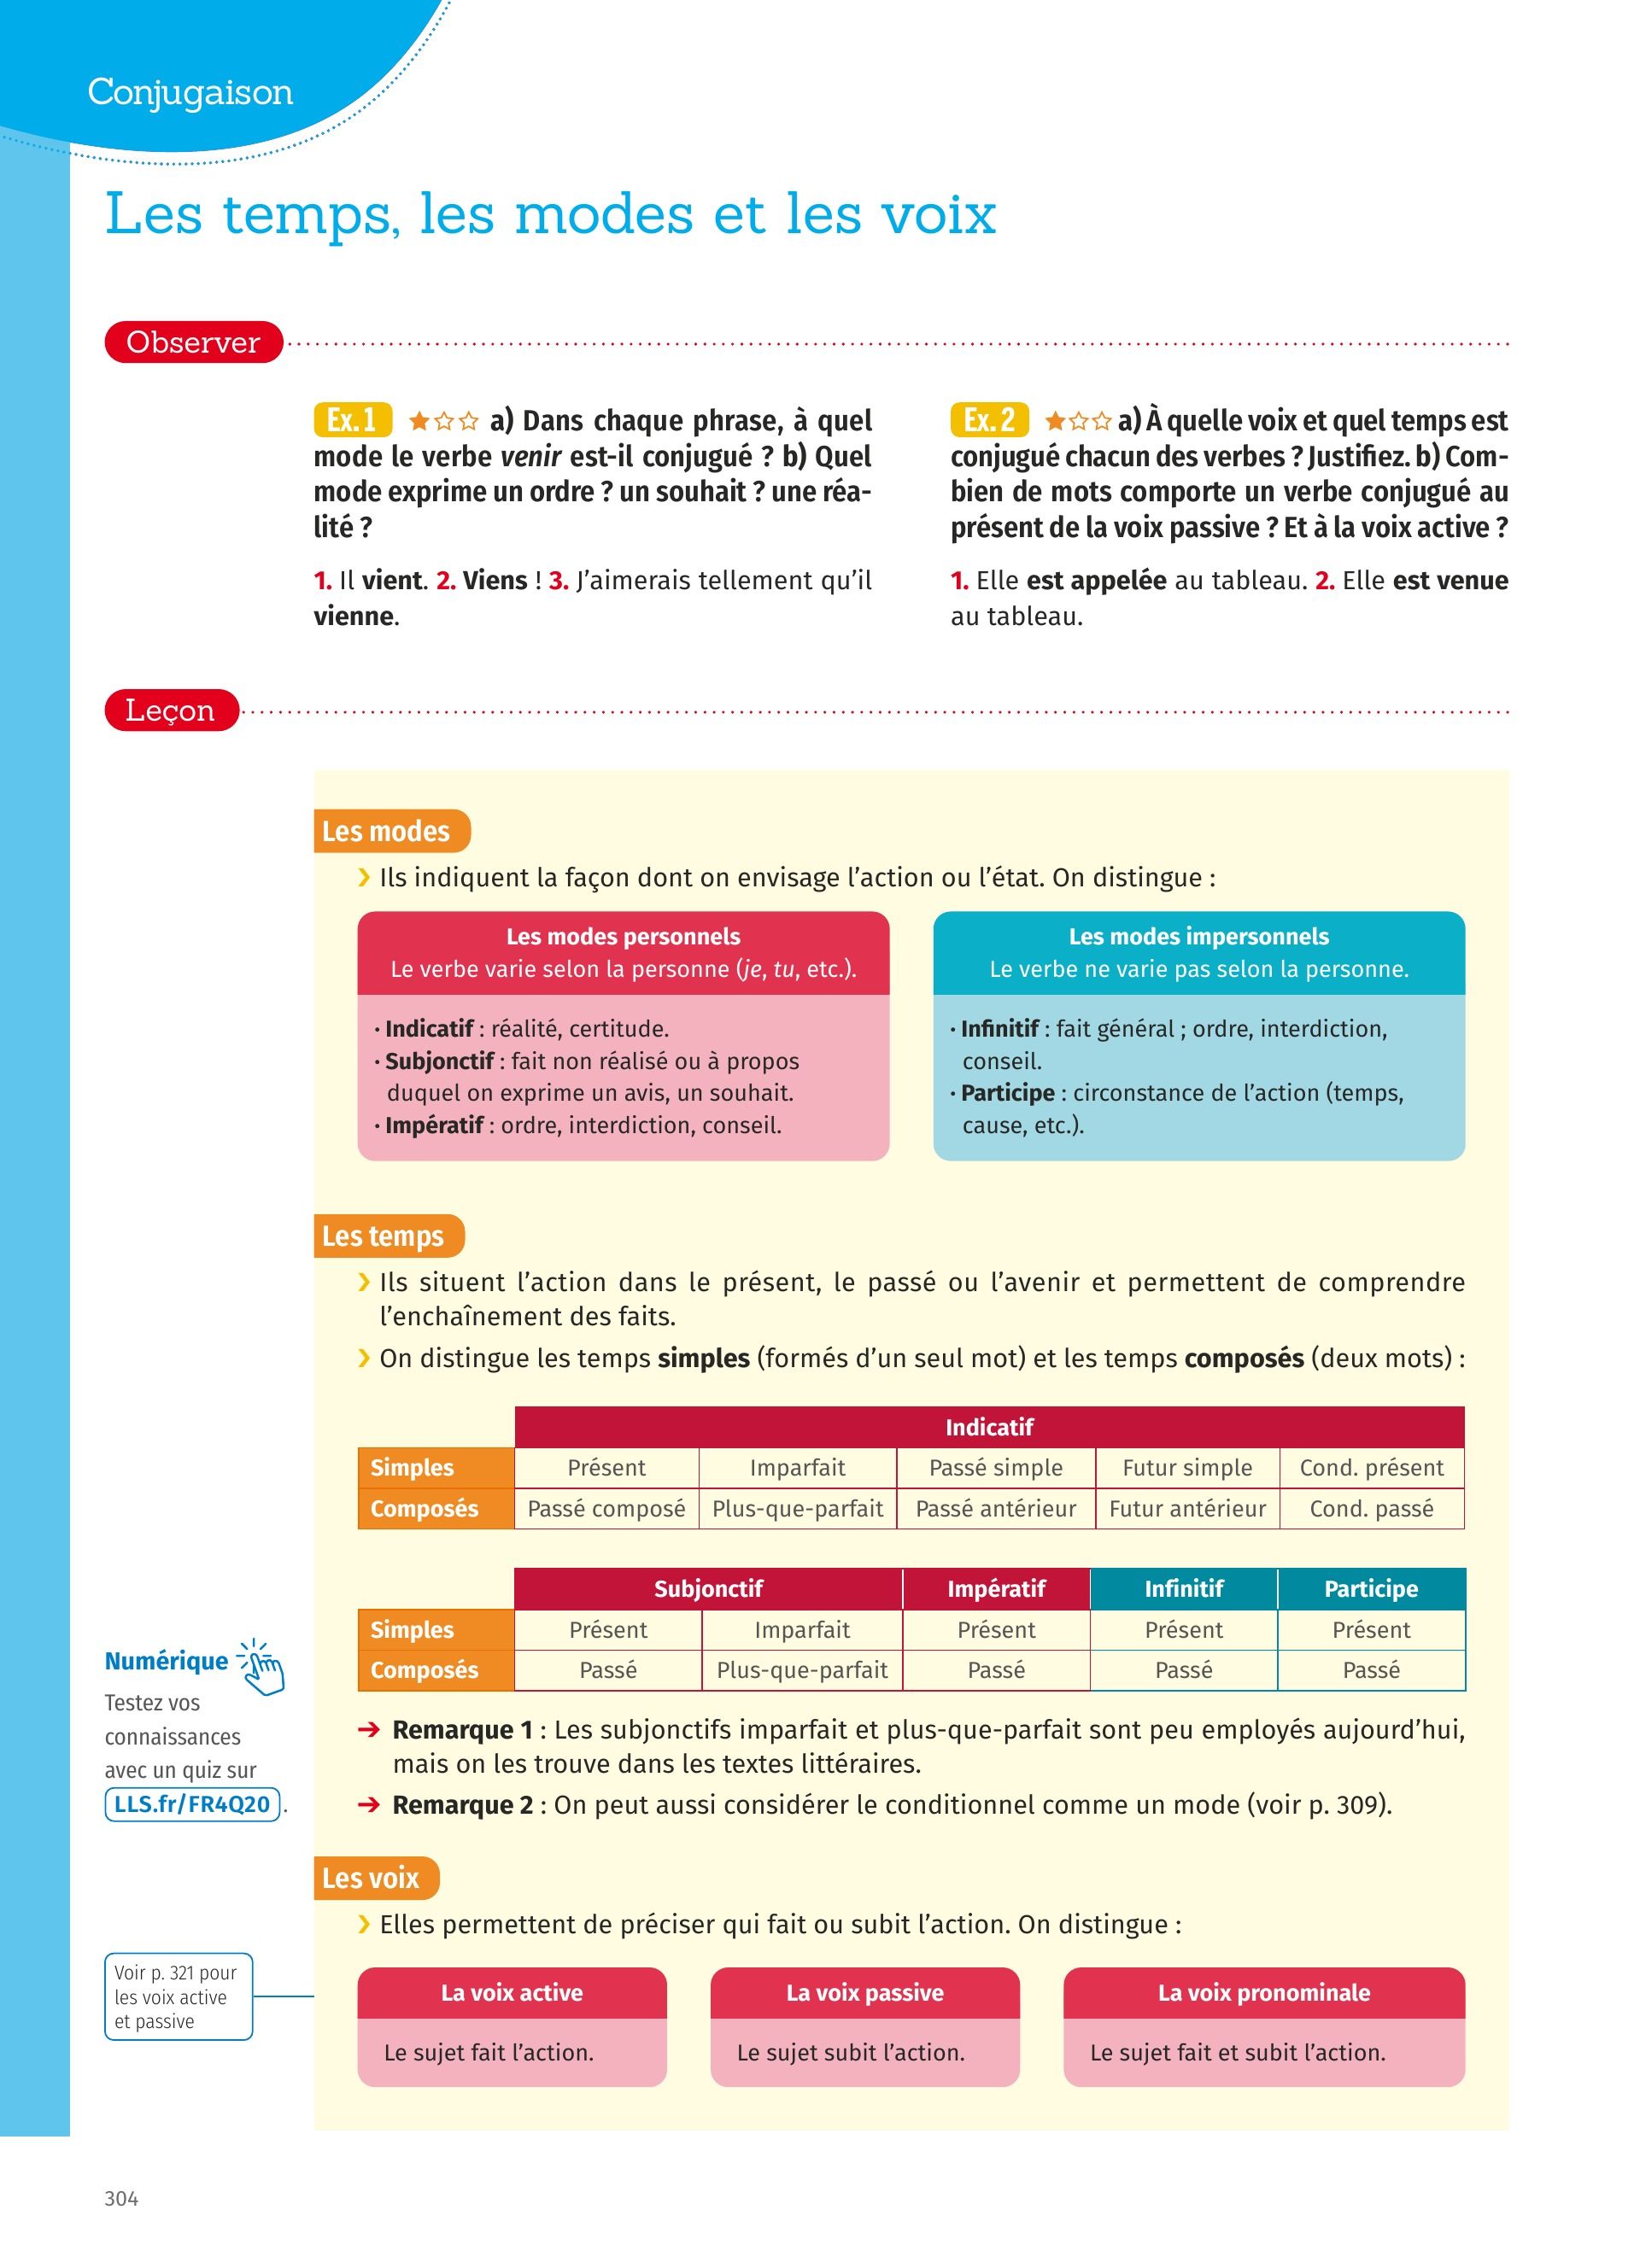 Conjugaison
Les temps, les modes et les voix
Observer
Ex. 1 a) Dans chaque phrase, à quel
mode le verbe venir est-il conjugué ? b) Quel
mode exprime un ordre ? un souhait ? une réa-
lité ?
1. Il vient. 2. Viens ! 3. J’aimerais tellement qu’il
vienne.
Ex. 2 a) À quelle voix et quel temps est
conjugué chacun des verbes ? Justifiez. b) Com-
bien de mots comporte un verbe conjugué au
présent de la voix passive ? Et à la voix active ?
1. Elle est appelée au tableau. 2. Elle est venue
au tableau.
Leçon
Les modes
Ils indiquent la façon dont on envisage l’action ou l’état. On distingue :
Les modes personnels
Le verbe varie selon la personne (je, tu, etc.).
· Indicatif : réalité, certitude.
· Subjonctif : fait non réalisé ou à propos
duquel on exprime un avis, un souhait.
· Impératif : ordre, interdiction, conseil.
Les modes impersonnels
Le verbe ne varie pas selon la personne.
· Infinitif : fait général ; ordre, interdiction,
conseil.
· Participe : circonstance de l’action (temps,
cause, etc.).
Les temps
Ils situent l’action dans le présent, le passé ou l’avenir et permettent de comprendre
l’enchaînement des faits.
On distingue les temps simples (formés d’un seul mot) et les temps composés (deux mots) :
Indicatif
Simples Présent Imparfait Passé simple Futur simple Cond. présent
Composés Passé composé Plus-que-parfait Passé antérieur Futur antérieur Cond. passé
Subjonctif Impératif Infinitif Participe
Simples Présent Imparfait Présent Présent Présent
Composés Passé Plus-que-parfait Passé Passé Passé
➔ Remarque 1 : Les subjonctifs imparfait et plus-que-parfait sont peu employés aujourd’hui,
mais on les trouve dans les textes littéraires.
➔ Remarque 2 : On peut aussi considérer le conditionnel comme un mode (voir p. 309).
Numérique
Testez vos
connaissances
avec un quiz sur
LLS.fr/FR4Q20 .
Les voix
Elles permettent de préciser qui fait ou subit l’action. On distingue :
Voir p. 321 pour
les voix active
et passive
La voix active
Le sujet fait l’action.
La voix passive
Le sujet subit l’action.
La voix pronominale
Le sujet fait et subit l’action.
304